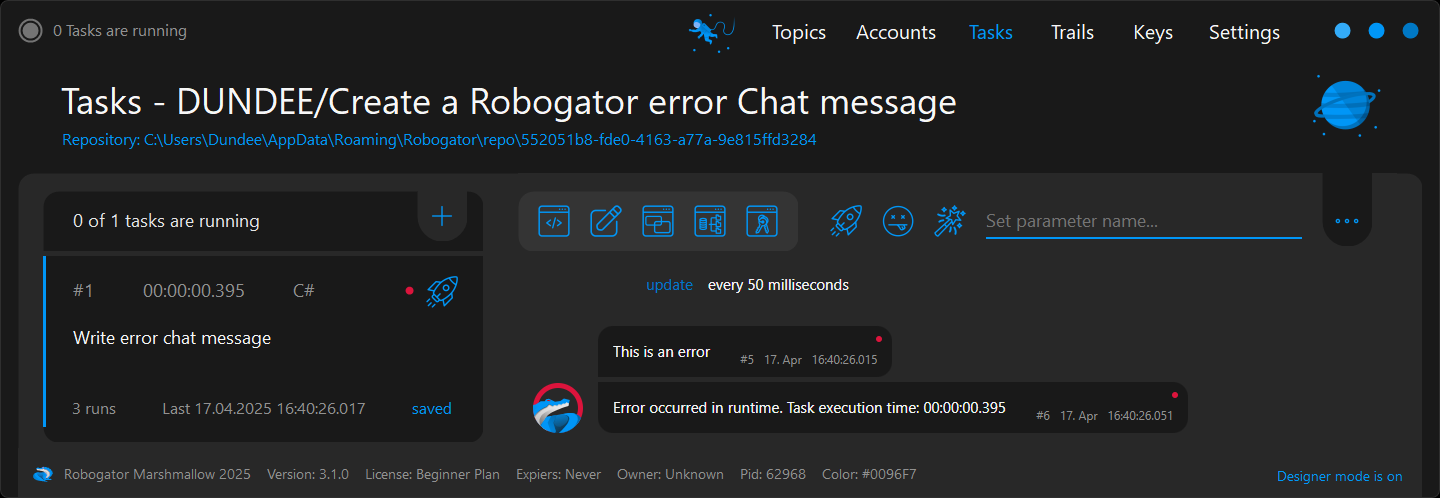 0 Tasks are running
Topics Accounts Tasks Trails Keys Settings
Tasks - DUNDEE/Create a Robogator error Chat message
Repository: C:\Users\Dundee\AppData\Roaming\Robogator\repo\552051b8-fde0-4163-a77a-9e815ffd3284
0 of 1 tasks are running
Set parameter name...
#1 00:00:00.395 C#
Write error chat message
3 runs Last 17.04.2025 16:40:26.017 saved
update every 50 milliseconds
This is an error #5 17. Apr 16:40:26.015
Error occurred in runtime. Task execution time: 00:00:00.395 #6 17. Apr 16:40:26.051
Robogator Marshmallow 2025 Version: 3.1.0 License: Beginner Plan Expiers: Never Owner: Unknown Pid: 62968 Color: #0096F7
Designer mode is on